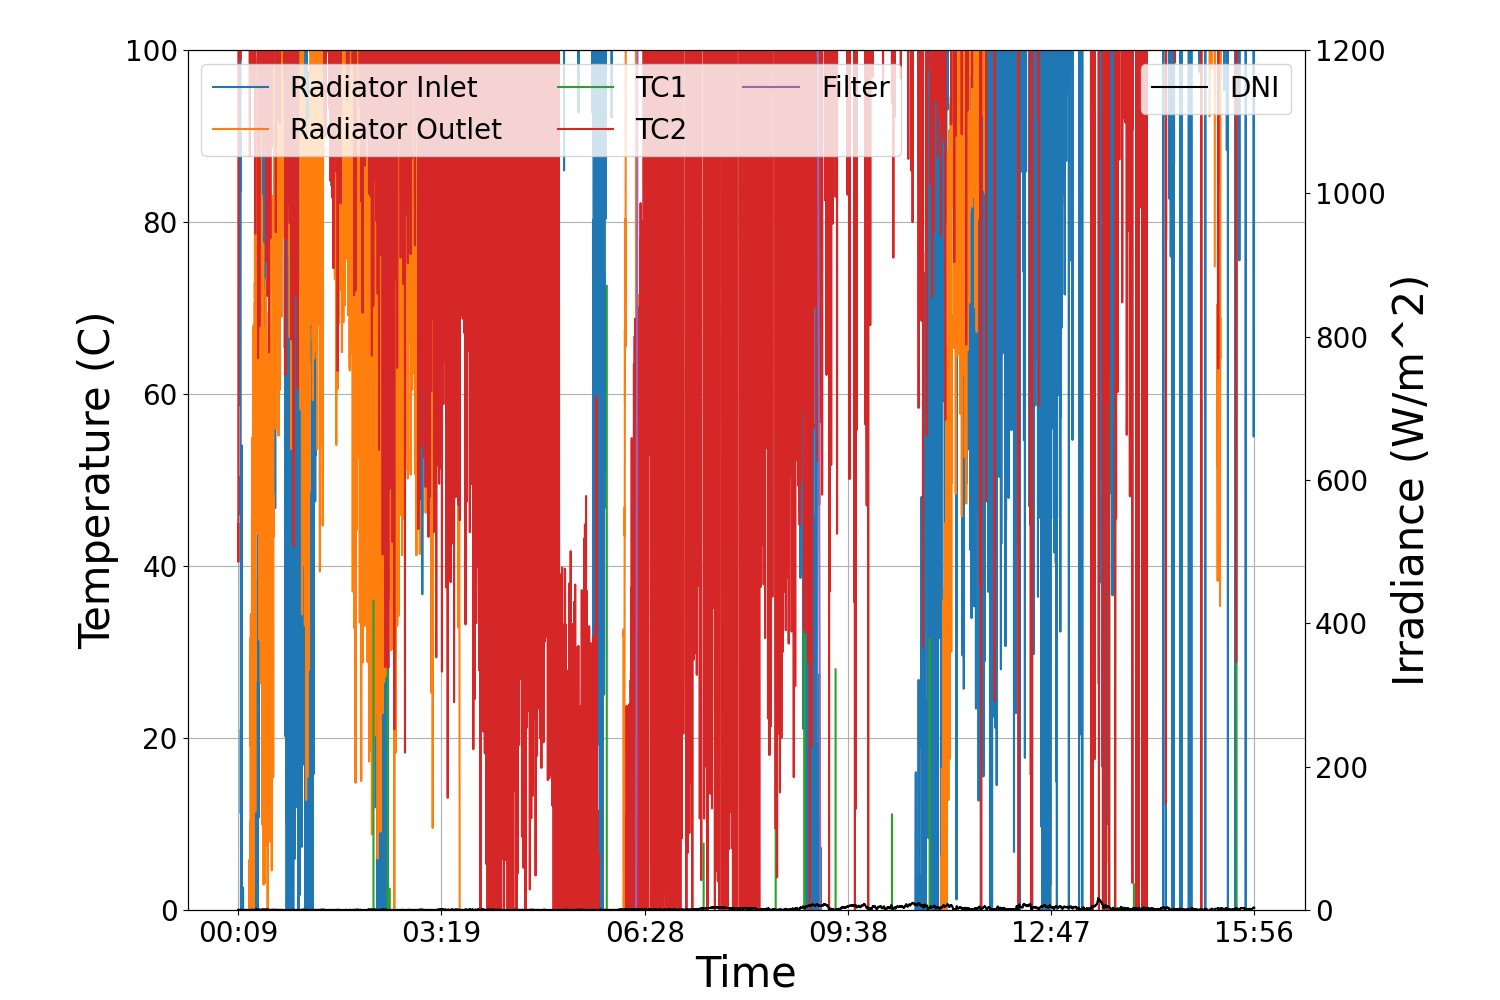 Radiator Inlet
Radiator Outlet
TC1
TC2
Filter
DNI
100
80
60
40
20
0
1200
1000
800
600
400
200
0
00:09
03:19
06:28
09:38
12:47
15:56
Temperature (C)
Irradiance (W/m^2)
Time